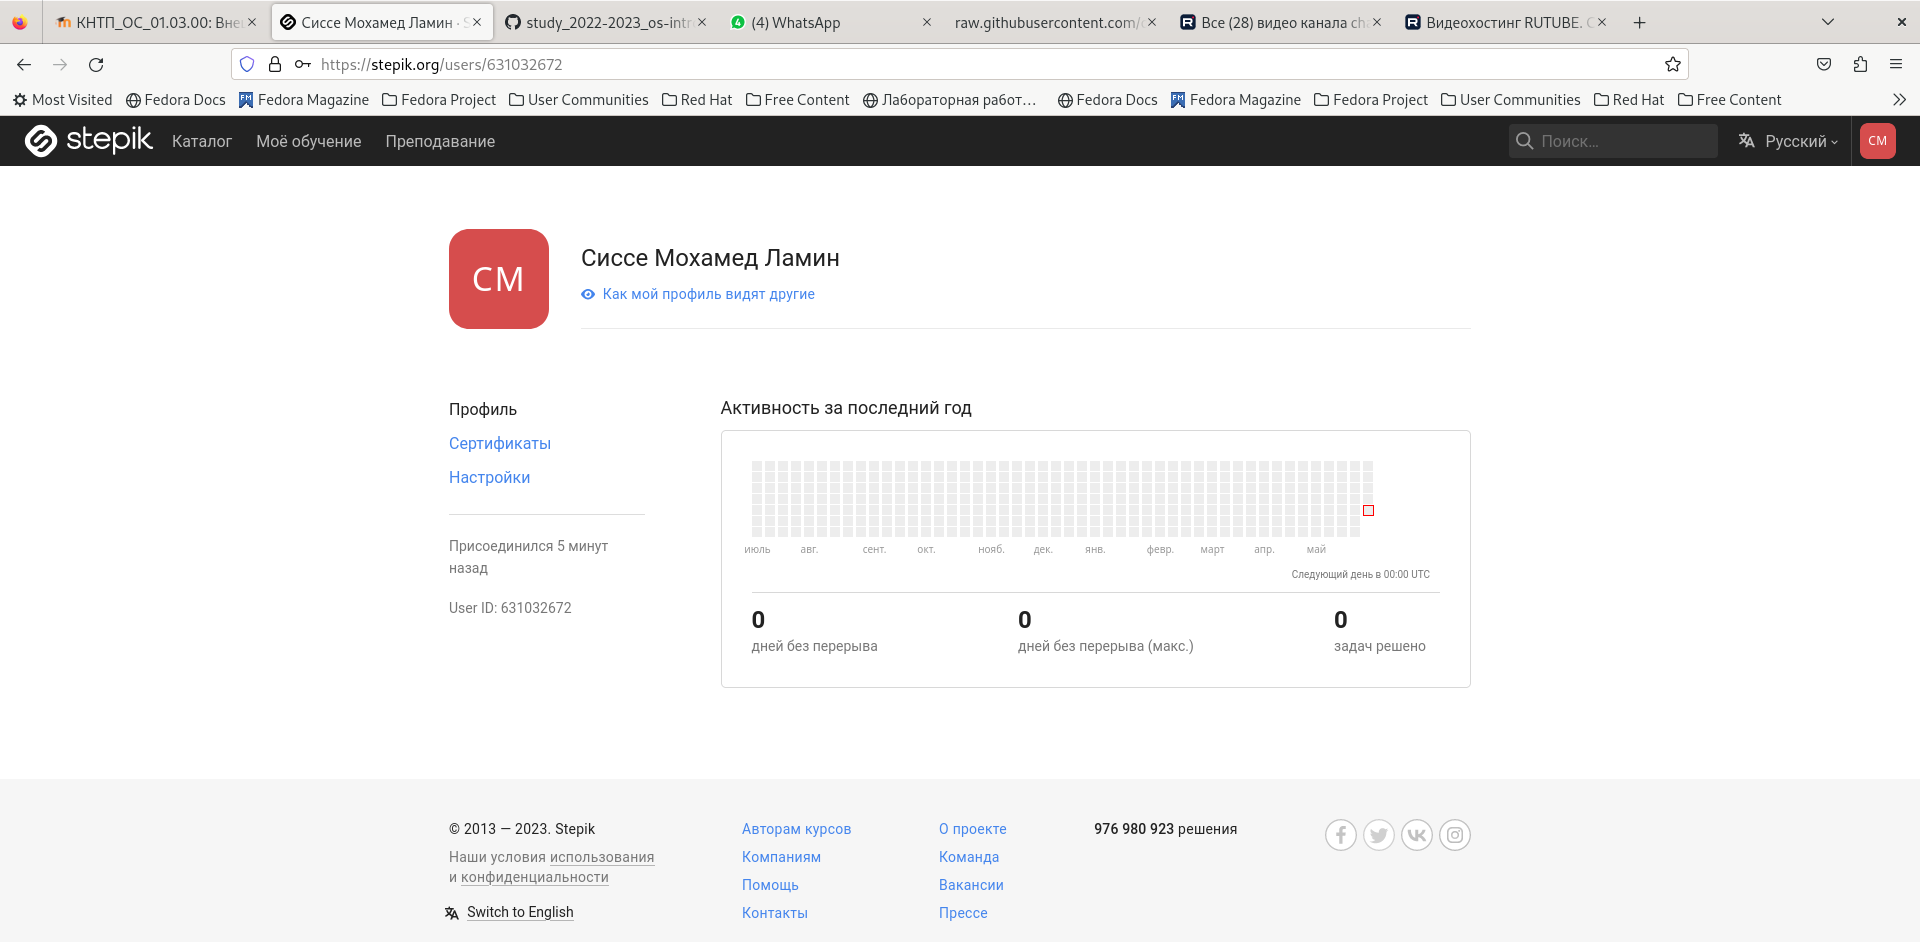 КНТП_ОС_01.03.00: Вне
Сиссе Мохамед Ламин · S
study_2022-2023_os-intr
(4) WhatsApp
raw.githubusercontent.com/
Все (28) видео канала
Видеохостинг RUTUBE. С
https://stepik.org/users/631032672
Most Visited
Fedora Docs
Fedora Magazine
Fedora Project
User Communities
Red Hat
Free Content
Лабораторная работ…
Fedora Docs
Fedora Magazine
Fedora Project
User Communities
Red Hat
Free Content
stepik
Каталог
Моё обучение
Преподавание
Поиск...
Русский
СМ
СМ
Сиссе Мохамед Ламин
Как мой профиль видят другие
Профиль
Сертификаты
Настройки
Присоединился 5 минут
назад
User ID: 631032672
Активность за последний год
июль авг. сент. окт. нояб. дек. янв. февр. март апр. май
Следующий день в 00:00 UTC
0
дней без перерыва
0
дней без перерыва (макс.)
0
задач решено
© 2013 — 2023. Stepik
Наши условия использования
и конфиденциальности
Switch to English
Авторам курсов
Компаниям
Помощь
Контакты
О проекте
Команда
Вакансии
Прессе
976 980 923 решения